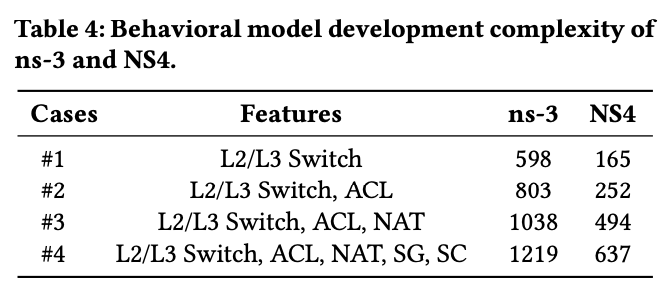 Table 4: Behavioral model development complexity of
ns-3 and NS4.
Cases Features ns-3 NS4
#1 L2/L3 Switch 598 165
#2 L2/L3 Switch, ACL 803 252
#3 L2/L3 Switch, ACL, NAT 1038 494
#4 L2/L3 Switch, ACL, NAT, SG, SC 1219 637